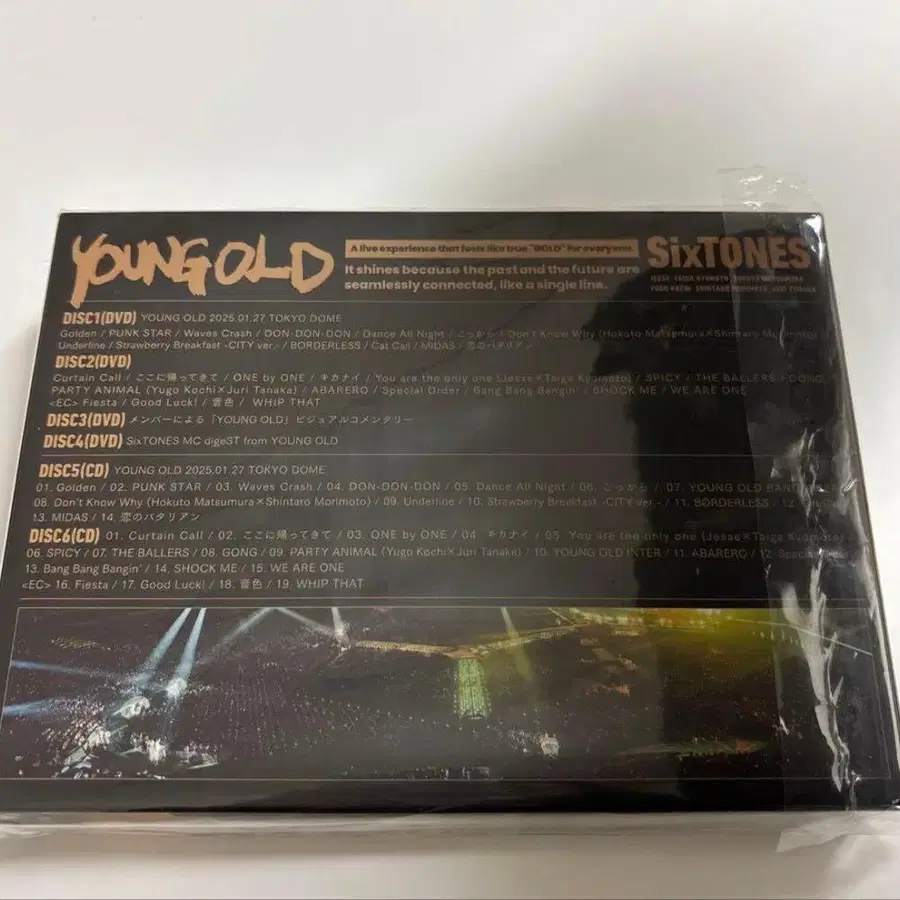 YOUNG OLD
A live experience that feels like true "GOLD" for everyone.
It shines because the past and the future are
seamlessly connected, like a single line.
SixTONES
JESSE TAIGA KYOMOTO HOKUTO MATSUMURA
YUGO KOCHI SHINTARO MORIMOTO JURI TANAKA
DISC1(DVD) YOUNG OLD 2025.01.27 TOKYO DOME
Golden / PUNK STAR / Waves Crash / DON-DON-DON / Dance All Night / こっから / Don't Know Why (Hokuto Matsumura×Shintaro Morimoto) /
Underline / Strawberry Breakfast -CITY ver.- / BORDERLESS / Cat Call / MIDAS / 恋のバタリアン
DISC2(DVD)
Curtain Call / ここに帰ってきて / ONE by ONE / キカナイ / You are the only one (Jesse×Taiga Kyomoto) / SPICY / THE BALLERS / GONG
PARTY ANIMAL (Yugo Kochi×Juri Tanaka) / ABARERO / Special Order / Bang Bang Bangin' / SHOCK ME / WE ARE ONE
<EC> Fiesta / Good Luck! / 音色 / WHIP THAT
DISC3(DVD) メンバーによる「YOUNG OLD」ビジュアルコメンタリー
DISC4(DVD) SixTONES MC digeST from YOUNG OLD
DISC5(CD) YOUNG OLD 2025.01.27 TOKYO DOME
01. Golden / 02. PUNK STAR / 03. Waves Crash / 04. DON-DON-DON / 05. Dance All Night / 06. こっから / 07. YOUNG OLD
08. Don't Know Why (Hokuto Matsumura×Shintaro Morimoto) / 09. Underline / 10. Strawberry Breakfast -CITY ver.- / 11. BORDERLESS / 12.
13. MIDAS / 14. 恋のバタリアン
DISC6(CD) 01. Curtain Call / 02. ここに帰ってきて / 03. ONE by ONE / 04. キカナイ / 05. You are the only one (Jesse×Taiga Kyomoto)
06. SPICY / 07. THE BALLERS / 08. GONG / 09. PARTY ANIMAL (Yugo Kochi×Juri Tanaka) / 10. YOUNG OLD INTER / 11. ABARERO / 12. Special
13. Bang Bang Bangin' / 14. SHOCK ME / 15. WE ARE ONE
<EC> 16. Fiesta / 17. Good Luck! / 18. 音色 / 19. WHIP THAT